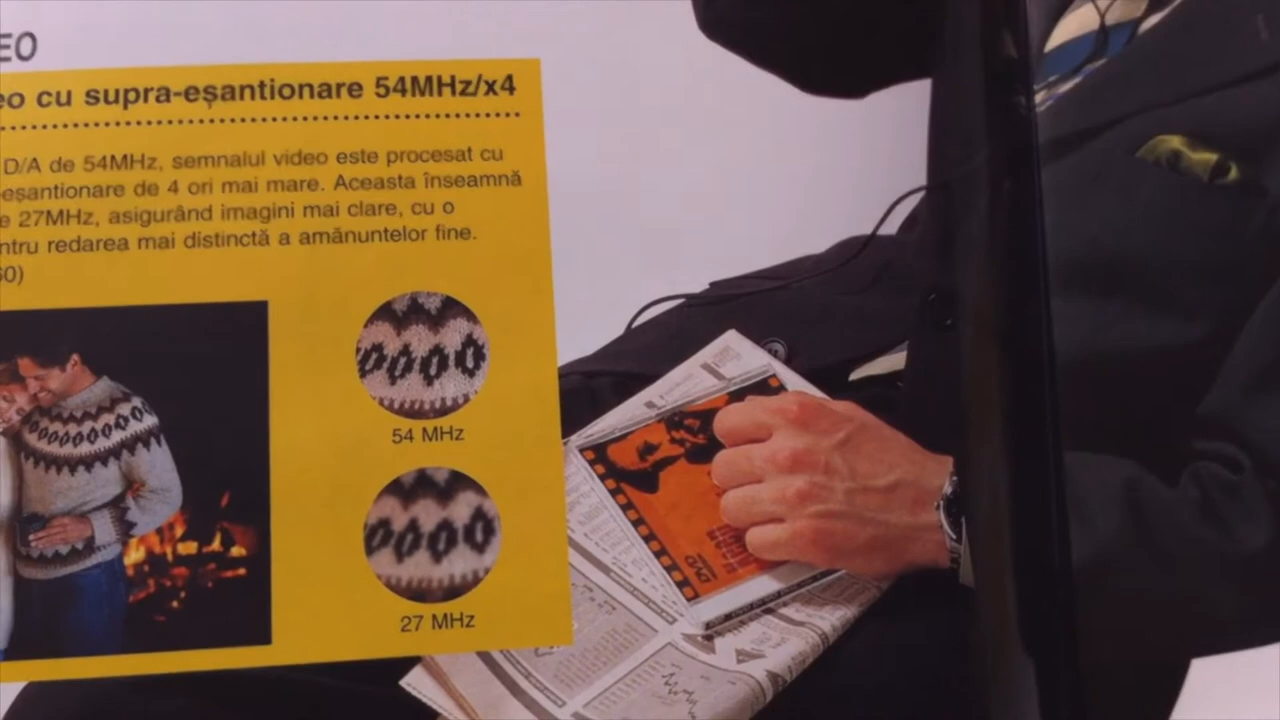 EO
eo cu supra-eșantionare 54MHz/x4
D/A de 54MHz, semnalul video este procesat cu
eșantionare de 4 ori mai mare. Aceasta înseamnă
e 27MHz, asigurând imagini mai clare, cu o
ntru redarea mai distinctă a amănuntelor fine.
60)
54 MHz
27 MHz
DVD